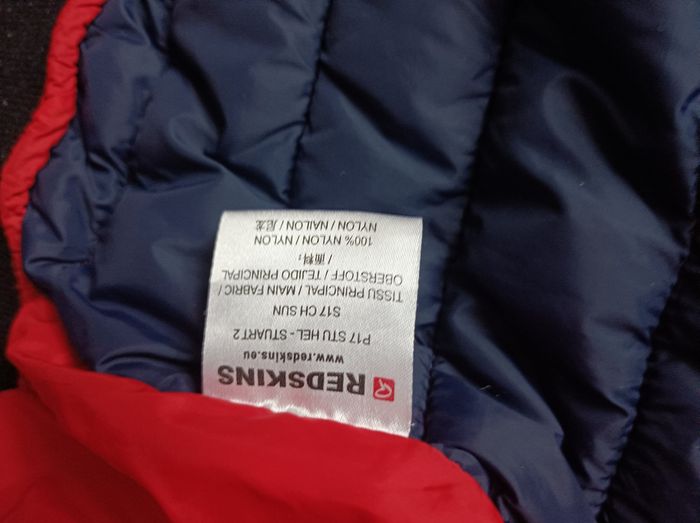 REDSKINS
www.redskins.eu
P17 STU HEL - STUART 2
S17 CH SUN
TISSU PRINCIPAL / MAIN FABRIC /
OBERSTOFF / TEJIDO PRINCIPAL
/ 面料:
100% NYLON / NYLON
NYLON / NAILON / 尼龙